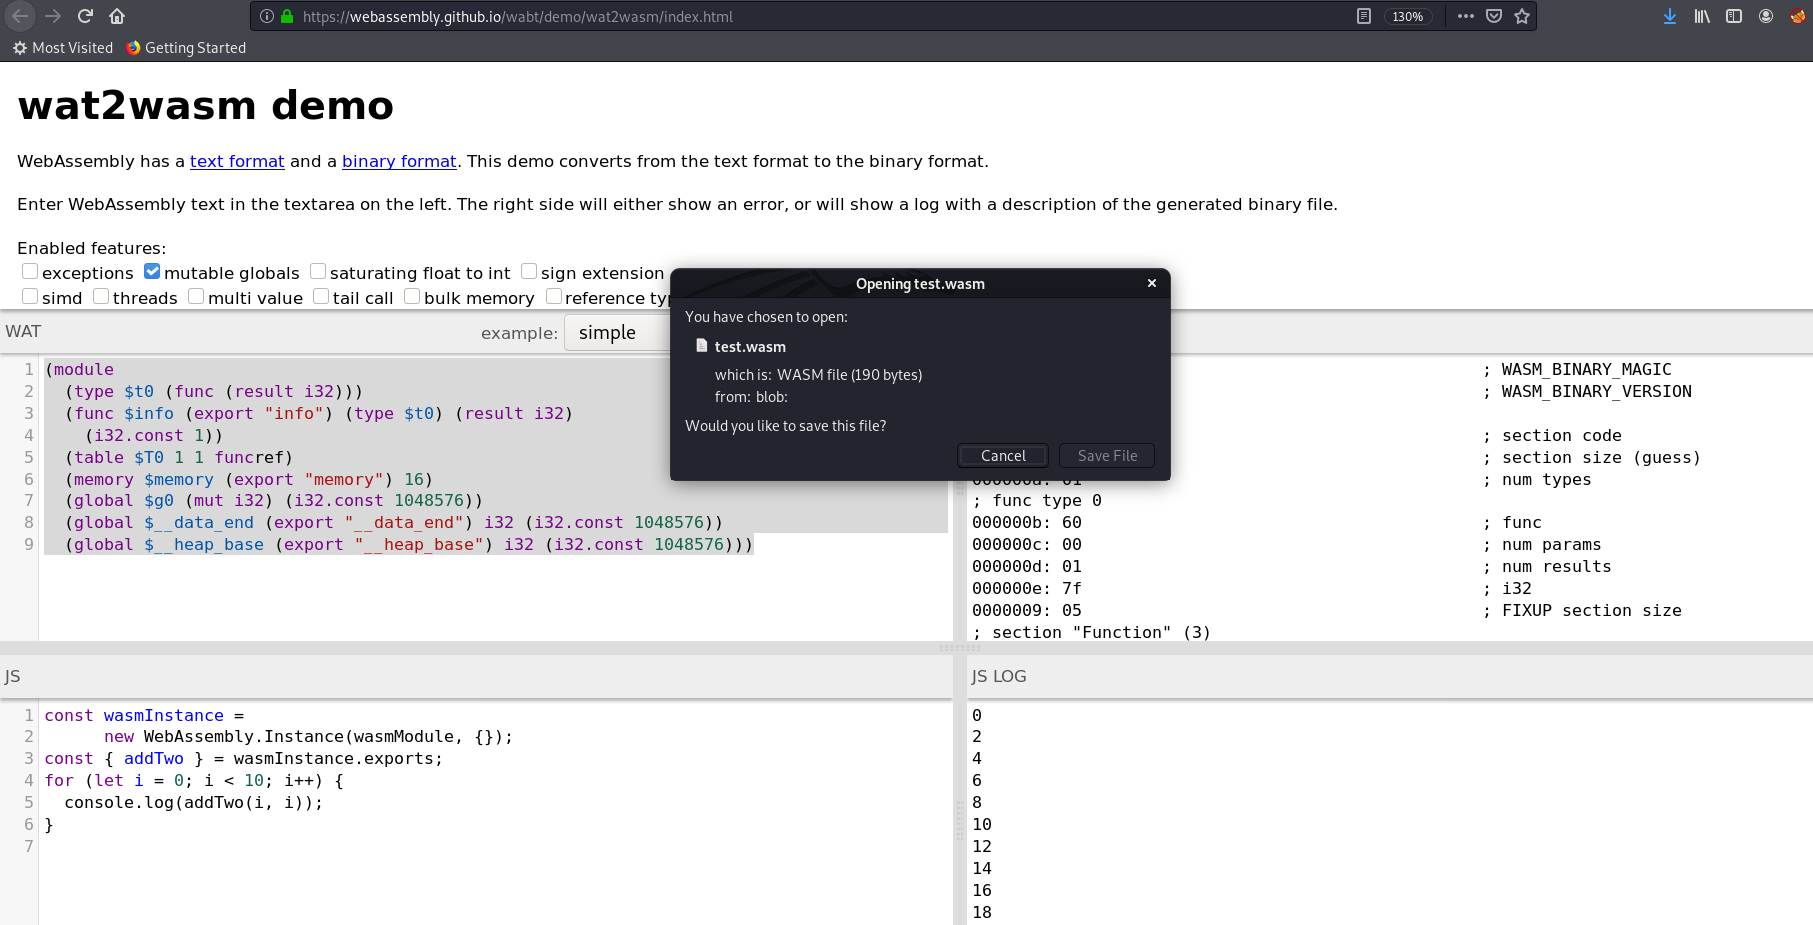 https://webassembly.github.io/wabt/demo/wat2wasm/index.html
130%
Most Visited
Getting Started
wat2wasm demo
WebAssembly has a text format and a binary format. This demo converts from the text format to the binary format.
Enter WebAssembly text in the textarea on the left. The right side will either show an error, or will show a log with a description of the generated binary file.
Enabled features:
exceptions mutable globals saturating float to int sign extension
simd threads multi value tail call bulk memory reference typ
Opening test.wasm
You have chosen to open:
test.wasm
which is: WASM file (190 bytes)
from: blob:
Would you like to save this file?
Cancel Save File
WAT
example: simple
1 (module
2 (type $t0 (func (result i32)))
3 (func $info (export "info") (type $t0) (result i32)
4 (i32.const 1))
5 (table $T0 1 1 funcref)
6 (memory $memory (export "memory") 16)
7 (global $g0 (mut i32) (i32.const 1048576))
8 (global $__data_end (export "__data_end") i32 (i32.const 1048576))
9 (global $__heap_base (export "__heap_base") i32 (i32.const 1048576)))
; WASM_BINARY_MAGIC
; WASM_BINARY_VERSION
; section code
; section size (guess)
000000a: 01 ; num types
; func type 0
000000b: 60 ; func
000000c: 00 ; num params
000000d: 01 ; num results
000000e: 7f ; i32
0000009: 05 ; FIXUP section size
; section "Function" (3)
JS
1 const wasmInstance =
2 new WebAssembly.Instance(wasmModule, {});
3 const { addTwo } = wasmInstance.exports;
4 for (let i = 0; i < 10; i++) {
5 console.log(addTwo(i, i));
6 }
7
JS LOG
0
2
4
6
8
10
12
14
16
18